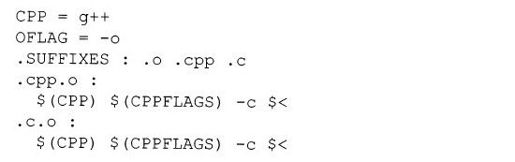 CPP = g++
OFLAG = -o
.SUFFIXES : .o .cpp .c
.cpp.o :
  $(CPP) $(CPPFLAGS) -c $<
.c.o :
  $(CPP) $(CPPFLAGS) -c $<